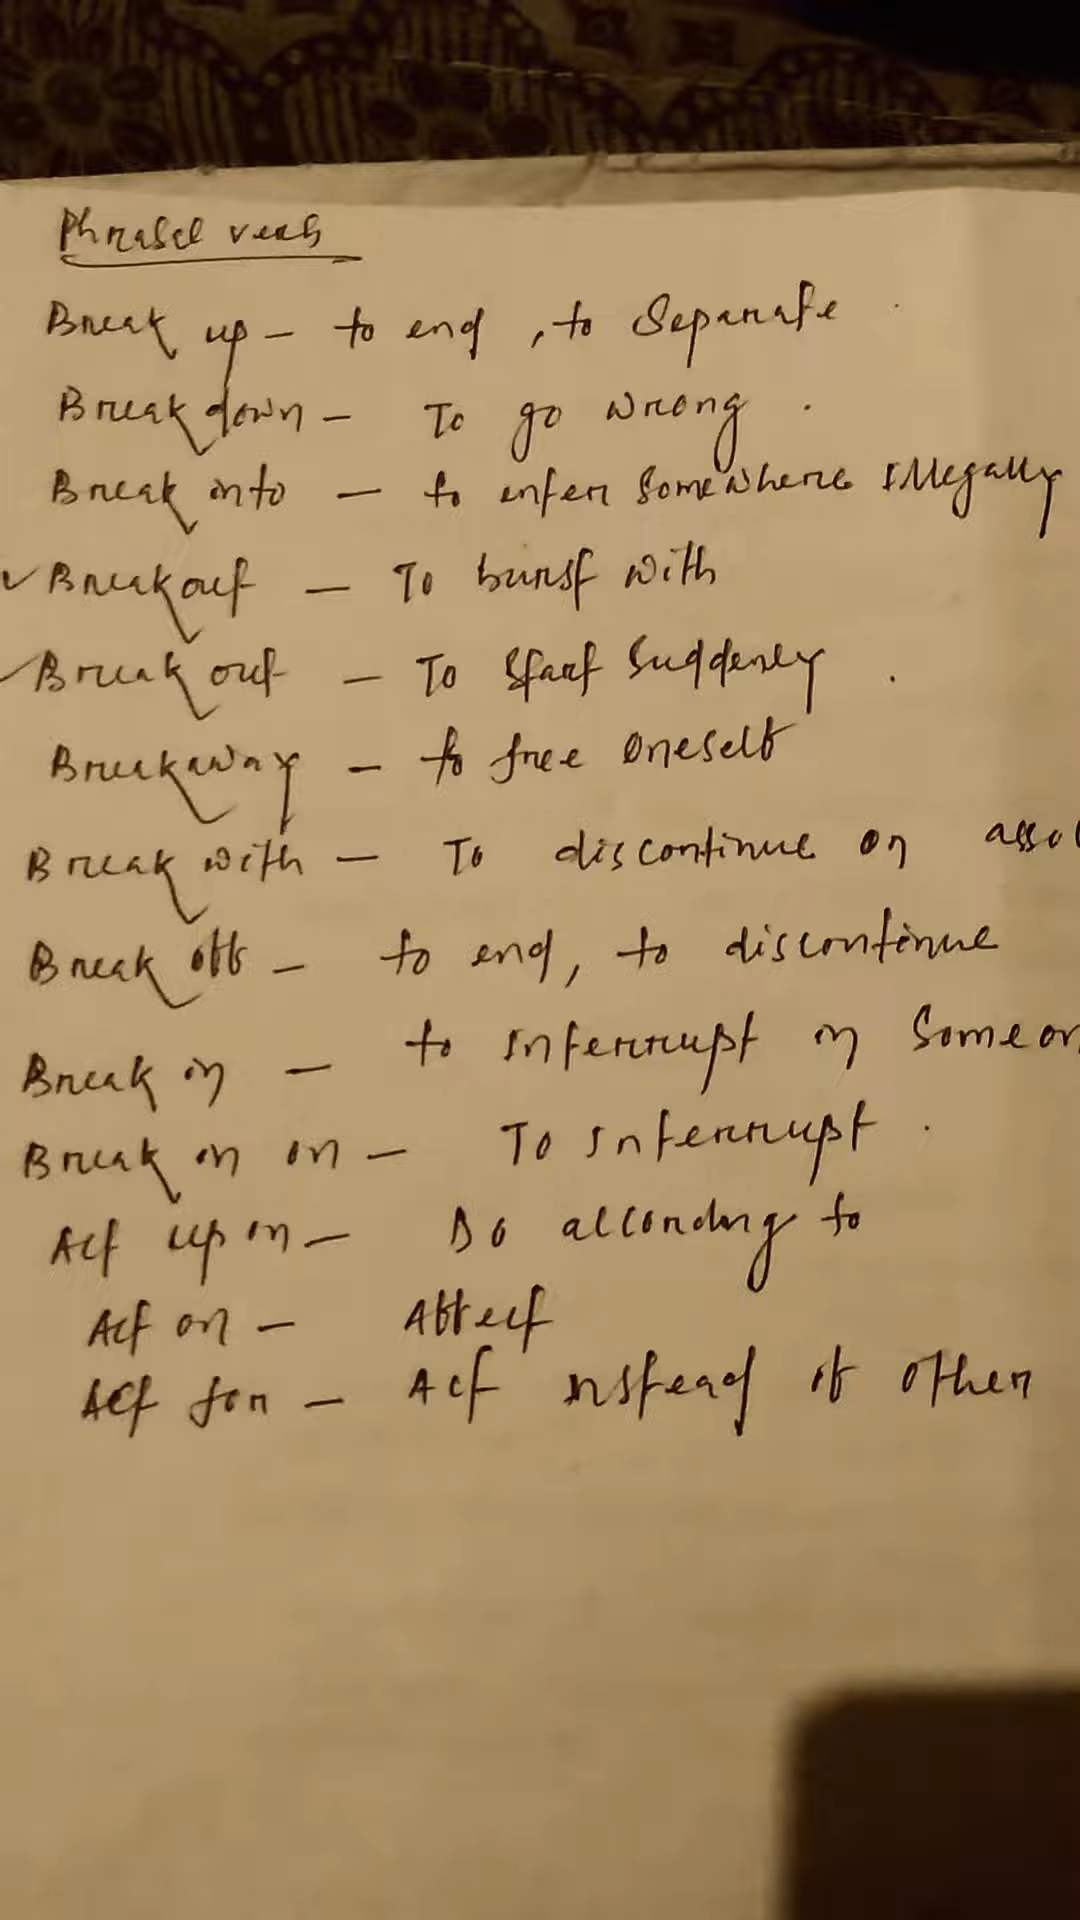 Phrasel verbs
Break up - to end, to Separate
Break down - To go wrong.
Break into - to enter Somewhere Illegally
Break out - To burst with
Break out - To Start Suddenly.
Break away - to free Oneself
Break with - To discontinue on
Break off - to end, to discontinue
Break in - to Interrupt in
Break in on - To Interrupt.
Act upon - Do according to
Act on - Affect
Act for - Act Instead of other